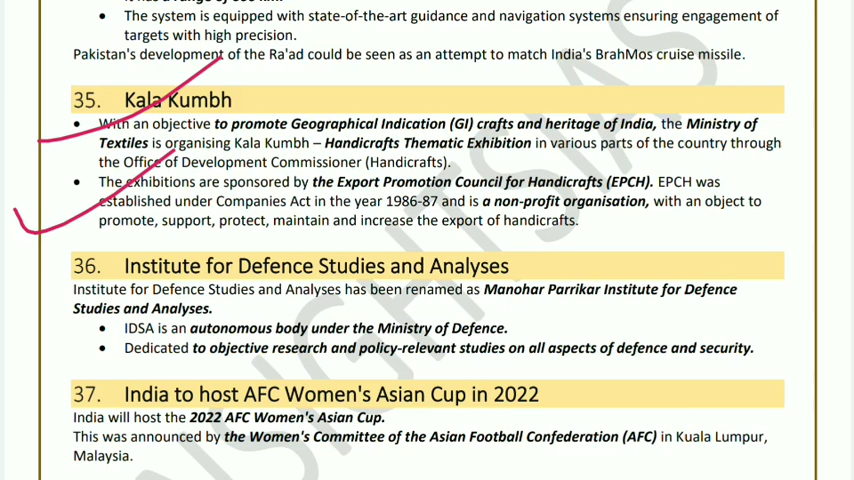 • The system is equipped with state-of-the-art guidance and navigation systems ensuring engagement of
targets with high precision.
Pakistan's development of the Ra'ad could be seen as an attempt to match India's BrahMos cruise missile.
35. Kala Kumbh
• With an objective to promote Geographical Indication (GI) crafts and heritage of India, the Ministry of
Textiles is organising Kala Kumbh – Handicrafts Thematic Exhibition in various parts of the country through
the Office of Development Commissioner (Handicrafts).
• The exhibitions are sponsored by the Export Promotion Council for Handicrafts (EPCH). EPCH was
established under Companies Act in the year 1986-87 and is a non-profit organisation, with an object to
promote, support, protect, maintain and increase the export of handicrafts.
36. Institute for Defence Studies and Analyses
Institute for Defence Studies and Analyses has been renamed as Manohar Parrikar Institute for Defence
Studies and Analyses.
• IDSA is an autonomous body under the Ministry of Defence.
• Dedicated to objective research and policy-relevant studies on all aspects of defence and security.
37. India to host AFC Women's Asian Cup in 2022
India will host the 2022 AFC Women's Asian Cup.
This was announced by the Women's Committee of the Asian Football Confederation (AFC) in Kuala Lumpur,
Malaysia.
INSIGHTSIAS